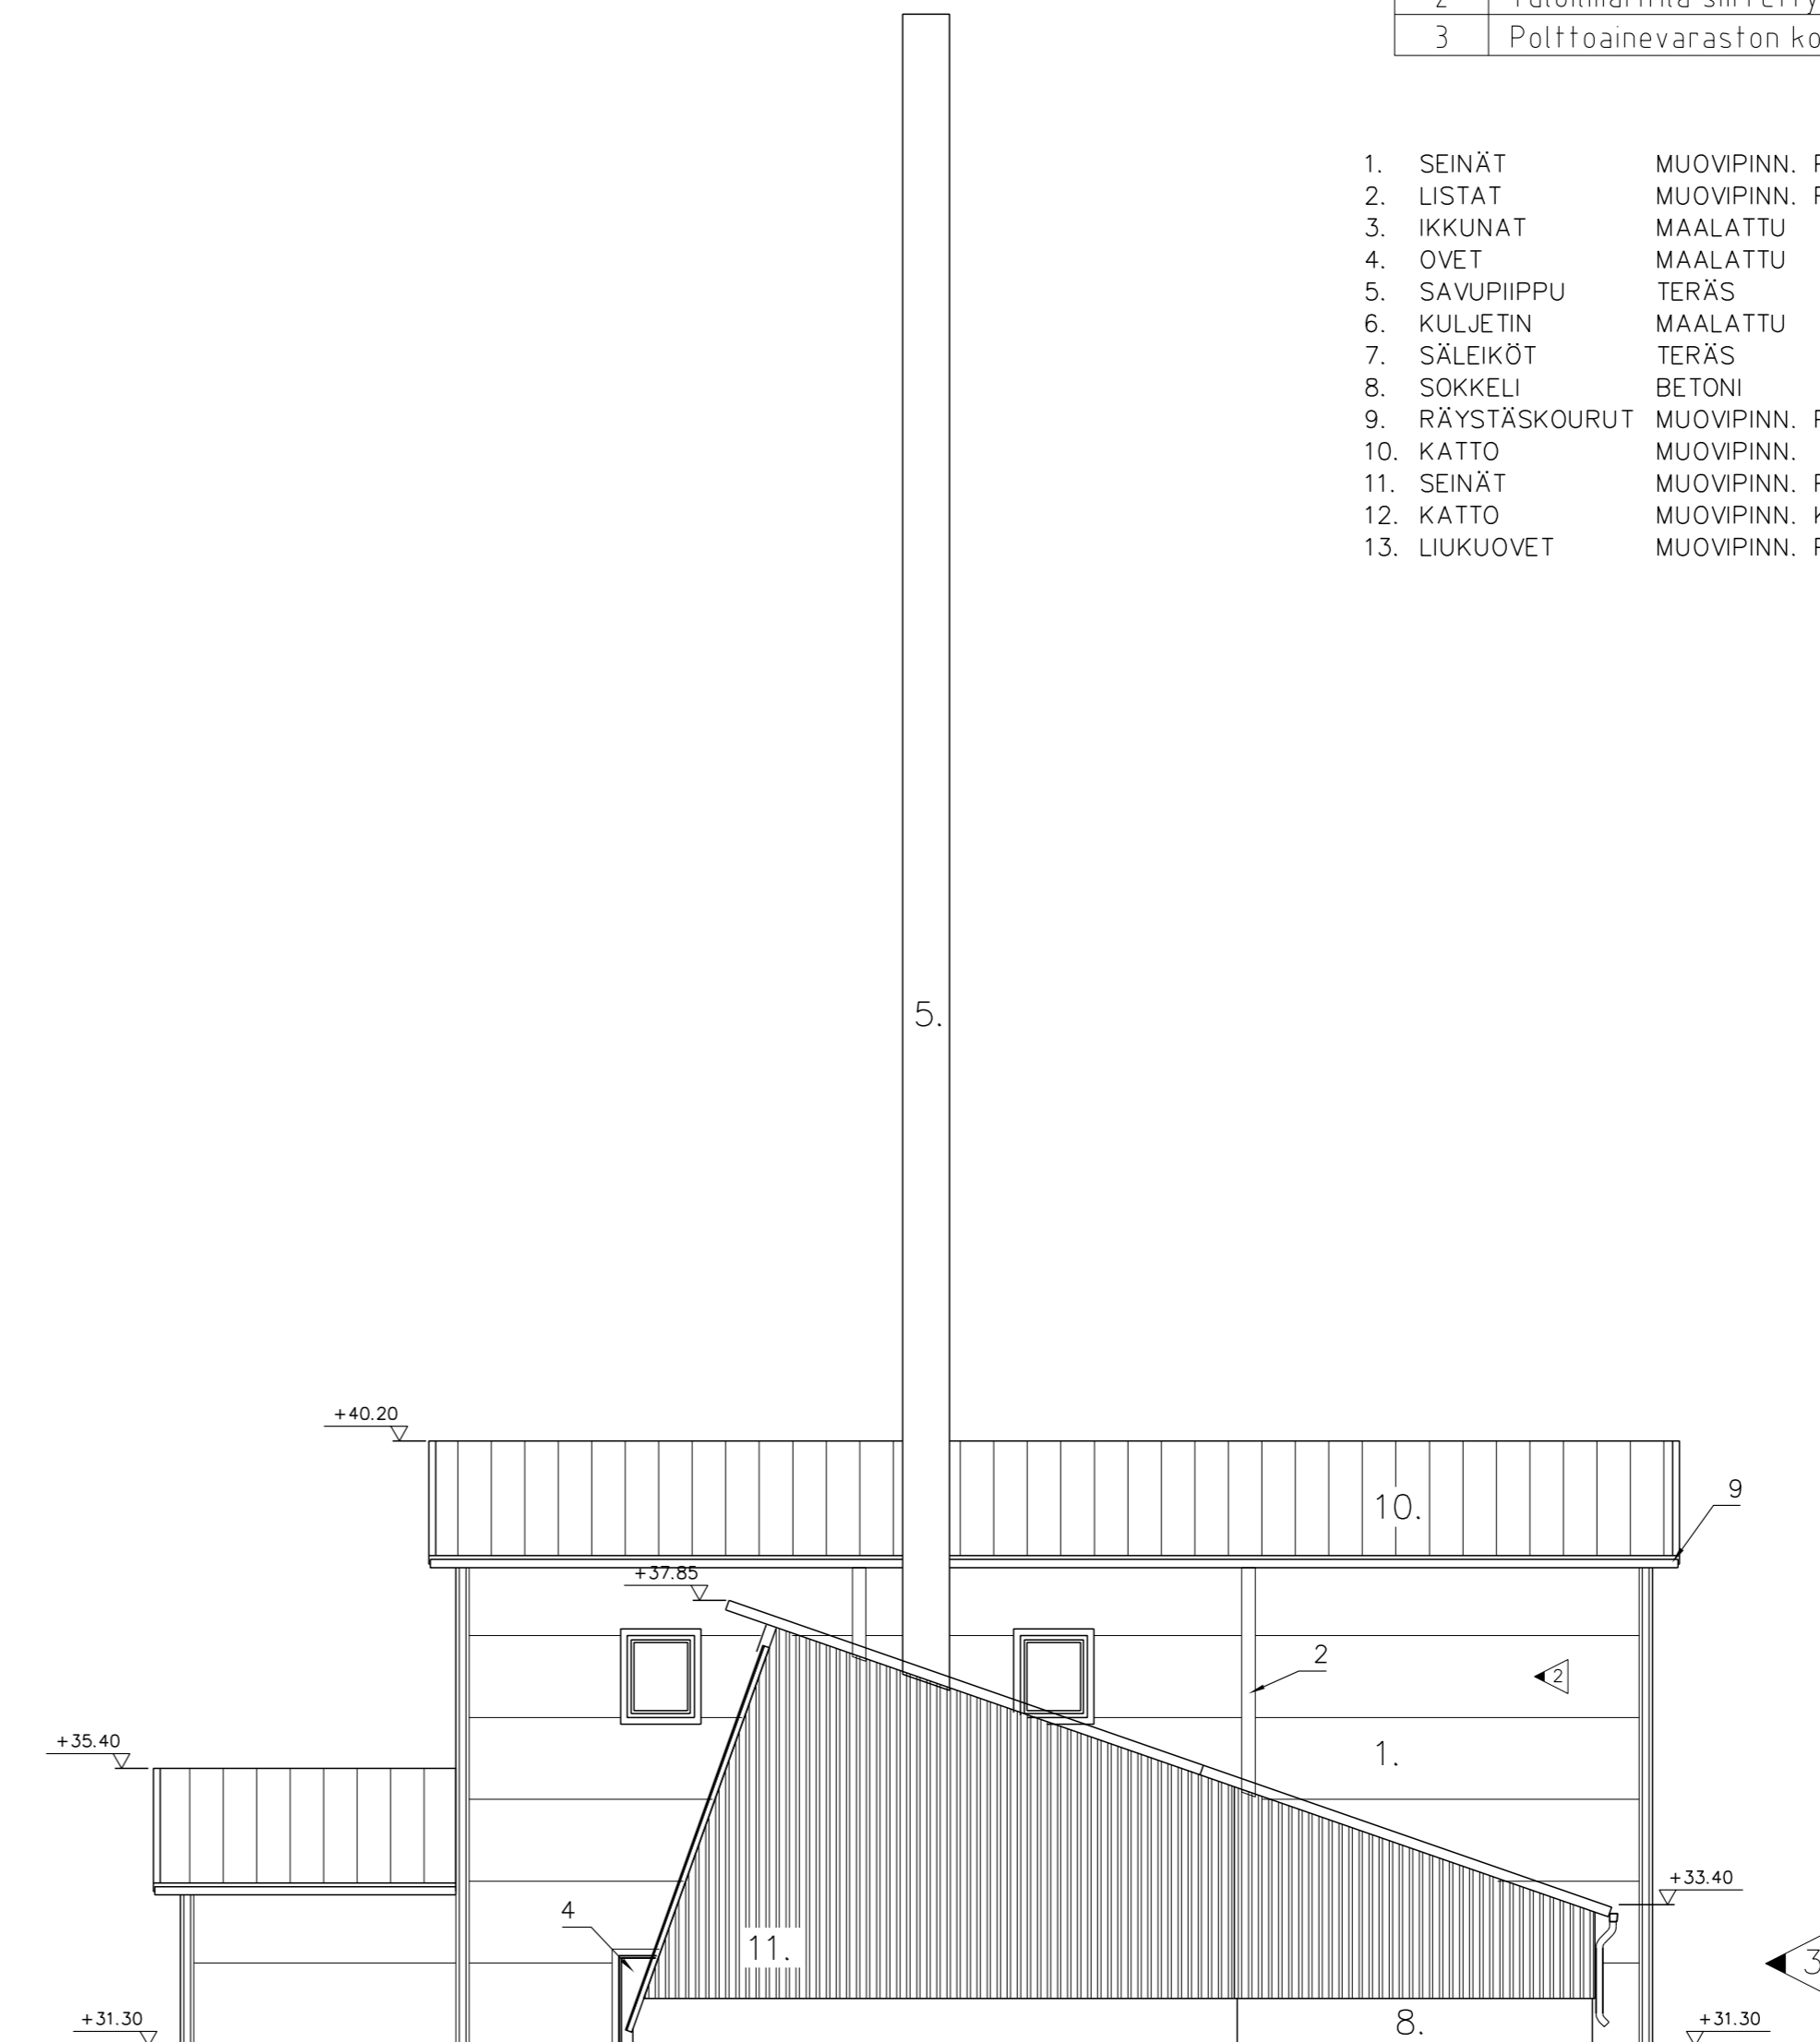 3 Polttoainevaraston
1. SEINÄT MUOVIPINN.
2. LISTAT MUOVIPINN.
3. IKKUNAT MAALATTU
4. OVET MAALATTU
5. SAVUPIIPPU TERÄS
6. KULJETIN MAALATTU
7. SÄLEIKÖT TERÄS
8. SOKKELI BETONI
9. RÄYSTÄSKOURUT MUOVIPINN.
10. KATTO MUOVIPINN.
11. SEINÄT MUOVIPINN.
12. KATTO MUOVIPINN.
13. LIUKUOVET MUOVIPINN.
5.
+40.20
10.
9
+37.85
2
2
+35.40
1.
+33.40
4
11.
3
+31.30
8.
+31.30